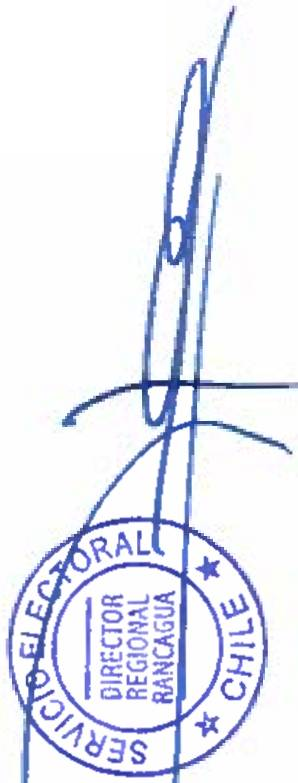 SERVICIO ELECTORAL
DIRECTOR
REGIONAL
RANCAGUA
★ CHILE ★